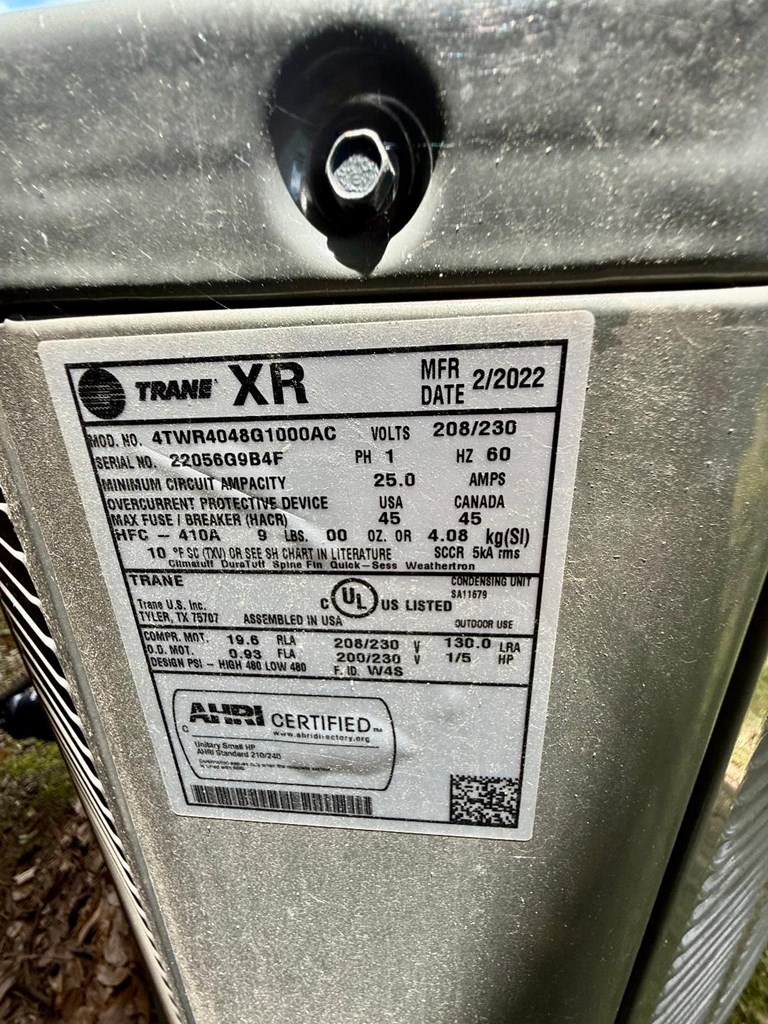 TRANE XR MFR DATE 2/2022
MOD. NO. 4TWR4048G1000AC VOLTS 208/230
SERIAL NO. 22056G9B4F PH 1 HZ 60
MINIMUM CIRCUIT AMPACITY 25.0 AMPS
OVERCURRENT PROTECTIVE DEVICE USA CANADA
MAX FUSE / BREAKER (HACR) 45 45
HFC - 410A 9 LBS. 00 OZ. OR 4.08 kg(SI)
10 °F SC (TXV) OR SEE SH CHART IN LITERATURE SCCR 5kA rms
Climatuff DuraTuff Spine Fin Quick-Sess Weathertron
TRANE CONDENSING UNIT
SA11679
Trane U.S. Inc. C UL US LISTED
TYLER, TX 75707 ASSEMBLED IN USA OUTDOOR USE
COMPR. MOT. 19.6 RLA 208/230 V 130.0 LRA
O.D. MOT. 0.93 FLA 200/230 V 1/5 HP
DESIGN PSI - HIGH 480 LOW 480 F. ID. W4S
AHRI CERTIFIED™
www.ahridirectory.org
Unitary Small HP
AHRI Standard 210/240